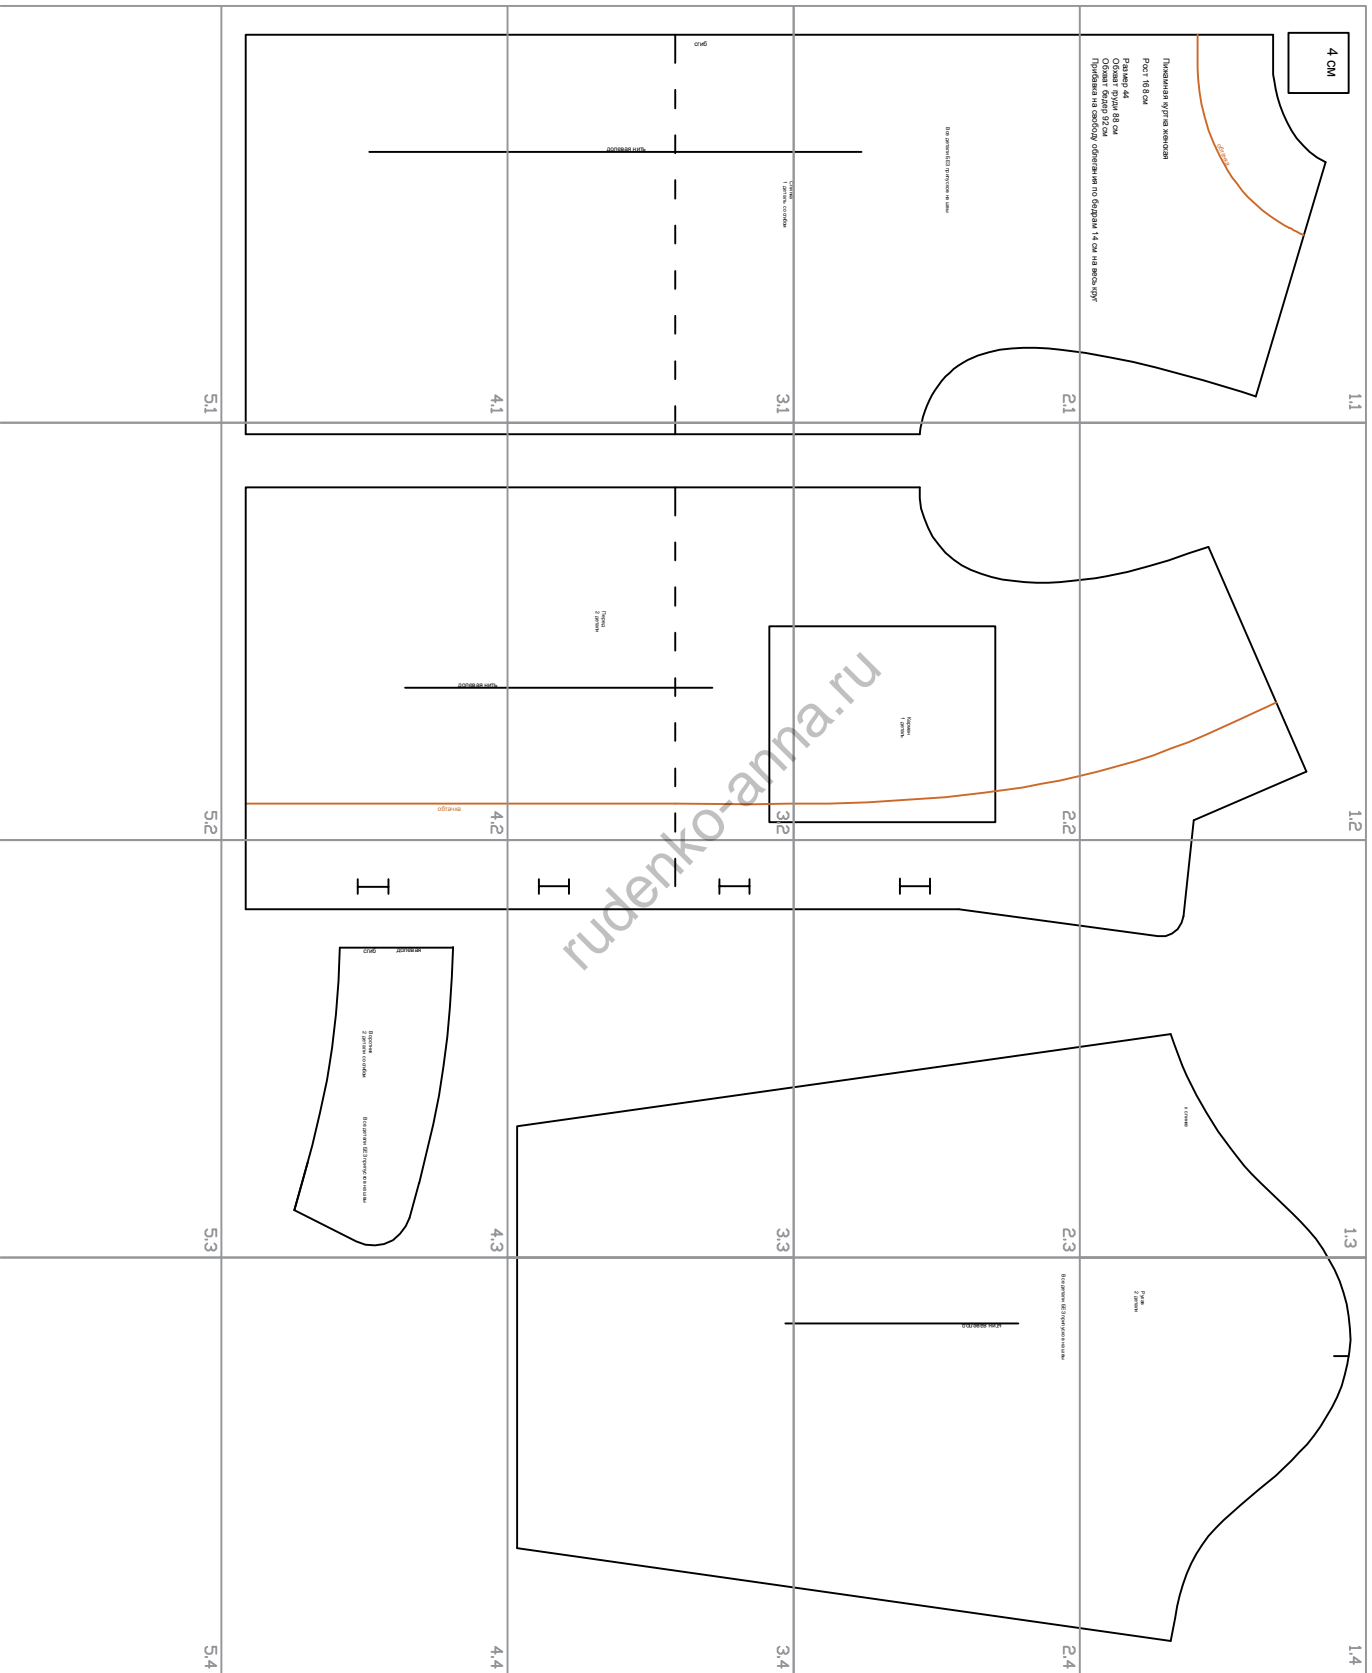 4 см
Пижамная куртка женская
Рост 168 см
Размер 44
Обхват груди 88 см
Обхват бедер 92 см
Прибавка на свободу облегания по бедрам 14 см на весь круг
обтачка
сгиб
долевая нить
Все детали БЕЗ припусков на швы
Спинка
1 деталь со сгибом
1,1
2,1
3,1
4,1
5,1
Перед
2 детали
долевая нить
Карман
1 деталь
обтачка
1,2
2,2
3,2
4,2
5,2
rudenko-anna.ru
сгиб
долевая
Воротник
2 детали со сгибом
Все детали БЕЗ припусков на швы
к спинке
1,3
2,3
3,3
4,3
5,3
Рукав
2 детали
Все детали БЕЗ припусков на швы
долевая нить
1,4
2,4
3,4
4,4
5,4